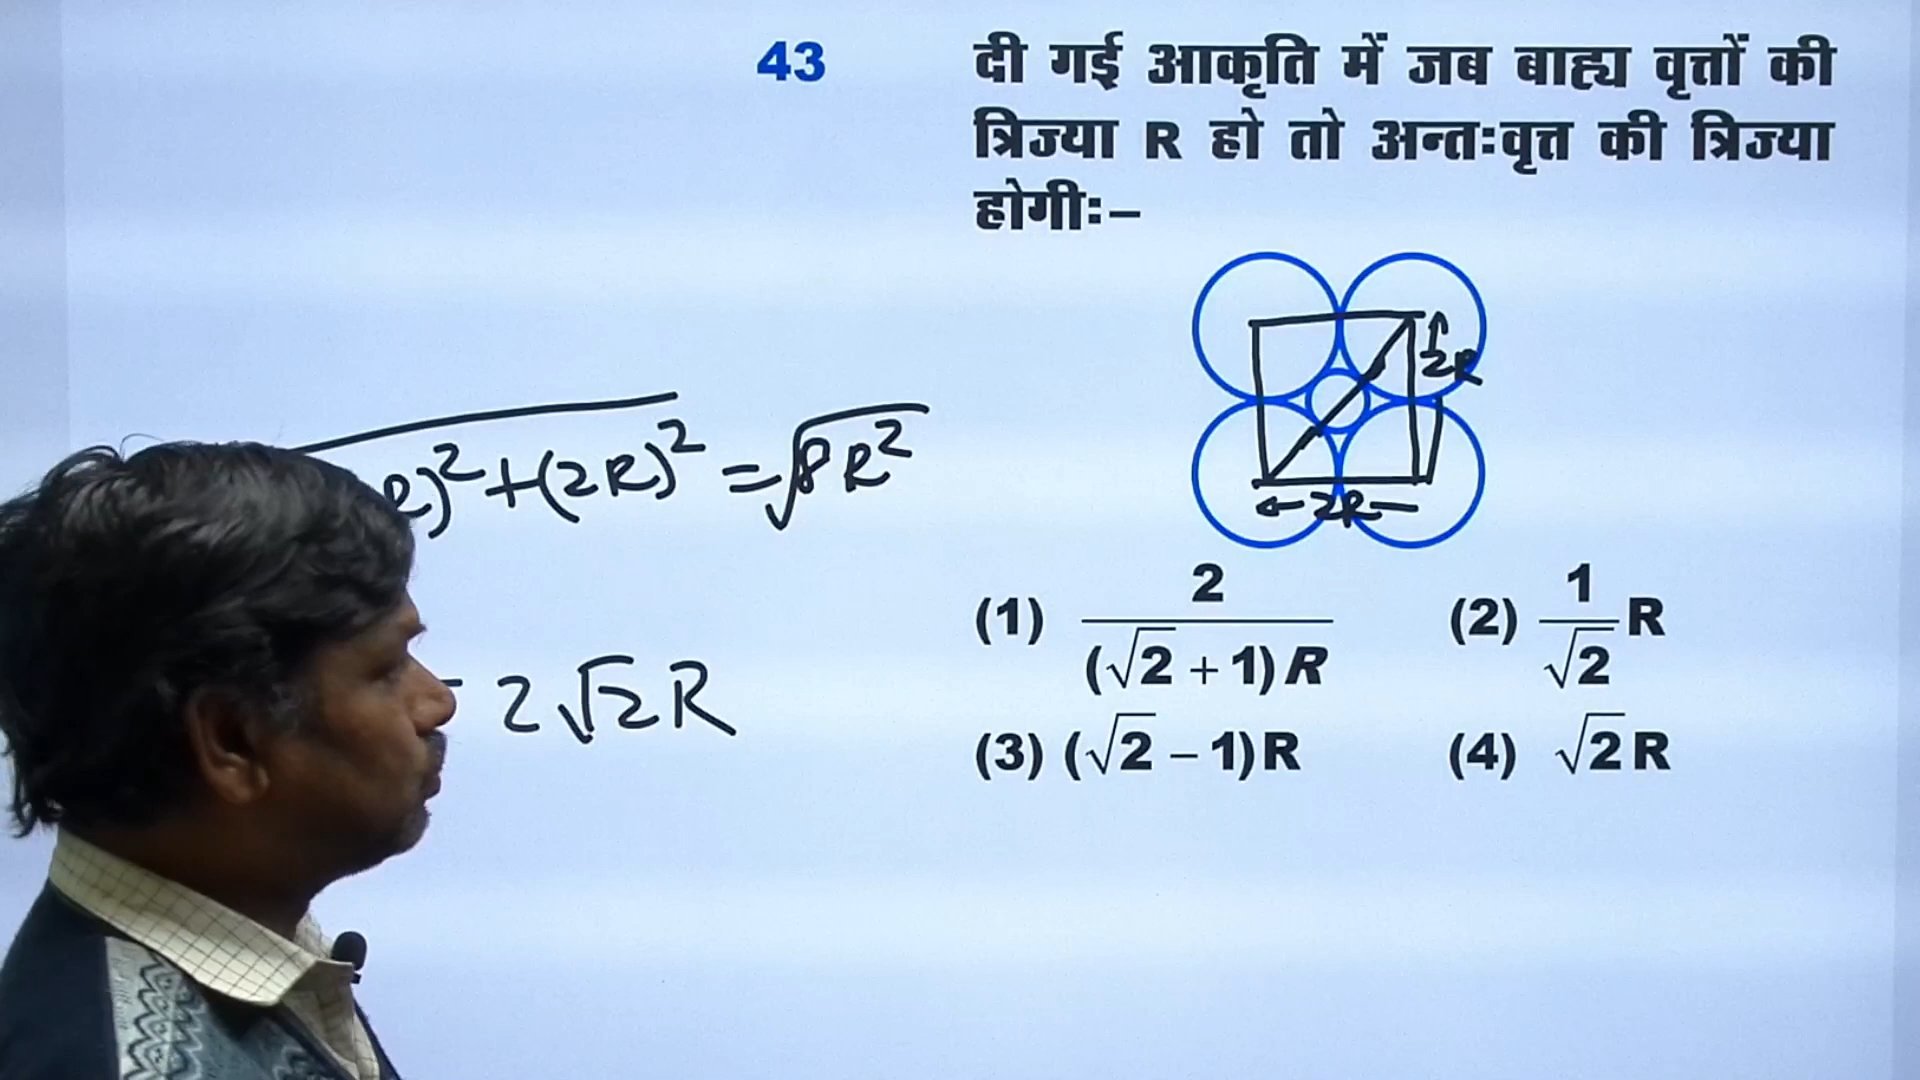 43 दी गई आकृति में जब बाह्य वृत्तों की
त्रिज्या R हो तो अन्तःवृत्त की त्रिज्या
होगीः–
2R
←2R–
R)²+(2R)² = √8R²
2√2R
(1) 2/(√2+1)R (2) 1/√2 R
(3) (√2–1)R (4) √2R